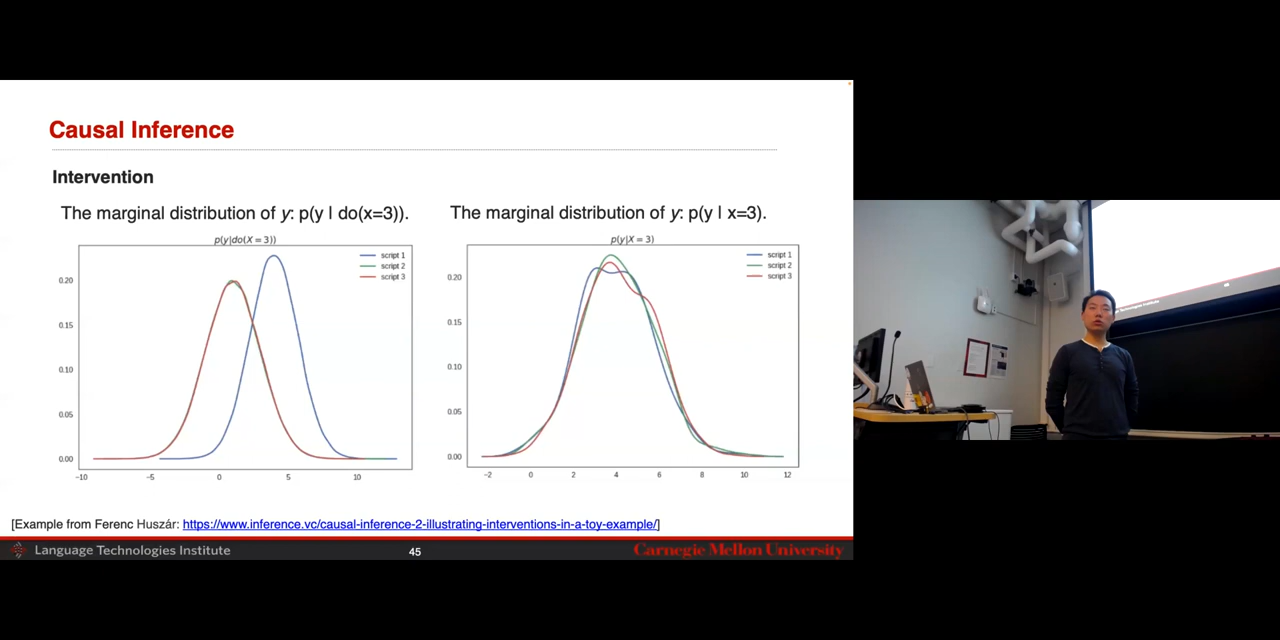 Causal Inference
Intervention
The marginal distribution of y: p(y | do(x=3)).
p(y|do(X = 3))
script 1
script 2
script 3
0.20
0.15
0.10
0.05
0.00
−10
−5
0
5
10
The marginal distribution of y: p(y | x=3).
p(y|X = 3)
script 1
script 2
script 3
0.20
0.15
0.10
0.05
0.00
−2
0
2
4
6
8
10
12
[Example from Ferenc Huszár: https://www.inference.vc/causal-inference-2-illustrating-interventions-in-a-toy-example/]
Language Technologies Institute
45
Carnegie Mellon University
Technologies Institute